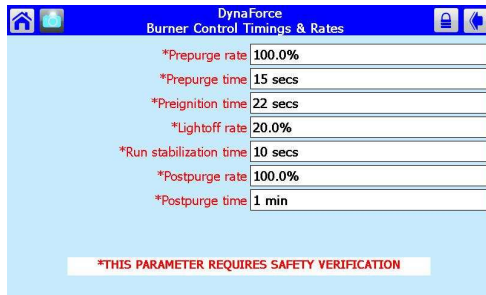 DynaForce
Burner Control Timings & Rates
*Prepurge rate 100.0%
*Prepurge time 15 secs
*Preignition time 22 secs
*Lightoff rate 20.0%
*Run stabilization time 10 secs
*Postpurge rate 100.0%
*Postpurge time 1 min
*THIS PARAMETER REQUIRES SAFETY VERIFICATION